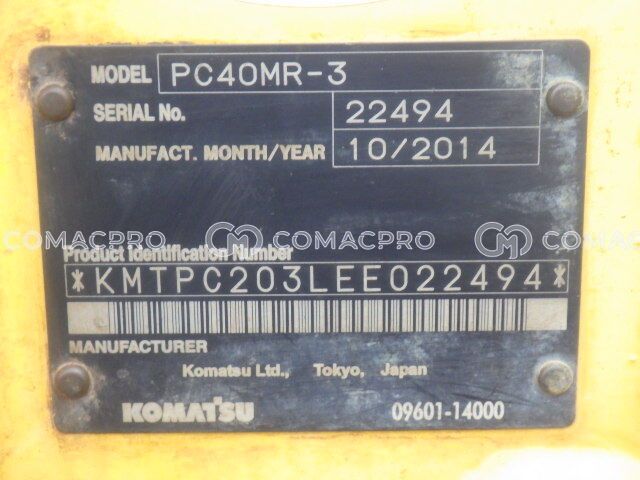 MODEL PC40MR-3
SERIAL No. 22494
MANUFACT. MONTH/YEAR 10/2014
COMACPRO COMACPRO COMACPRO
Product Identification Number
*KMTPC203LEE022494*
MANUFACTURER
Komatsu Ltd., Tokyo, Japan
KOMATSU 09601-14000